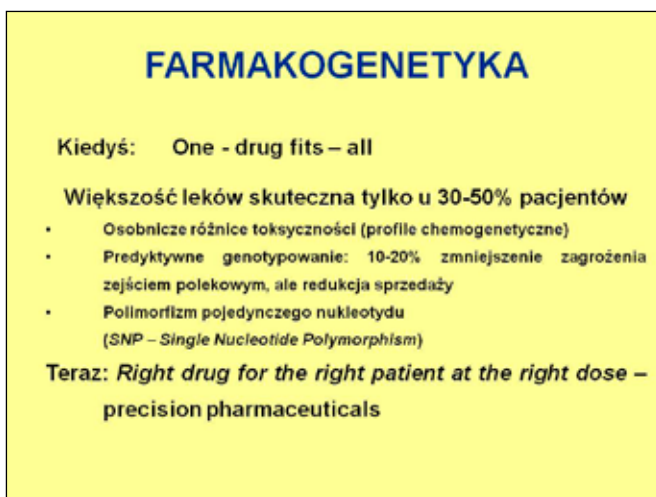 FARMAKOGENETYKA
Kiedyś: One - drug fits – all
Większość leków skuteczna tylko u 30-50% pacjentów
• Osobnicze różnice toksyczności (profile chemogenetyczne)
• Predyktywne genotypowanie: 10-20% zmniejszenie zagrożenia
zejściem polekowym, ale redukcja sprzedaży
• Polimorfizm pojedynczego nukleotydu
(SNP – Single Nucleotide Polymorphism)
Teraz: Right drug for the right patient at the right dose –
precision pharmaceuticals